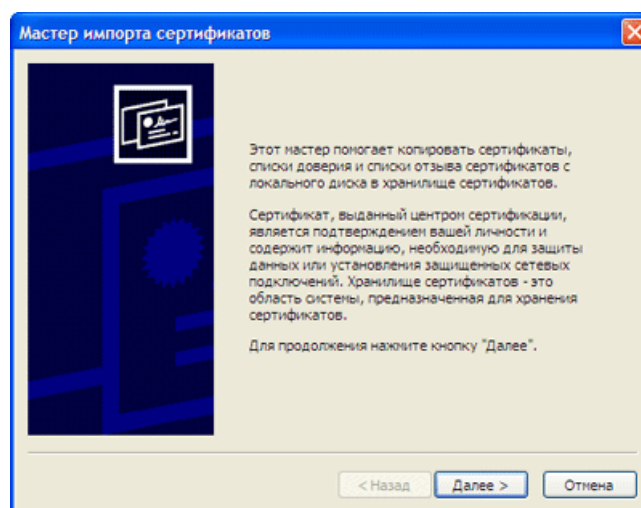 Мастер импорта сертификатов
Этот мастер помогает копировать сертификаты,
списки доверия и списки отзыва сертификатов с
локального диска в хранилище сертификатов.
Сертификат, выданный центром сертификации,
является подтверждением вашей личности и
содержит информацию, необходимую для защиты
данных или установления защищенных сетевых
подключений. Хранилище сертификатов - это
область системы, предназначенная для хранения
сертификатов.
Для продолжения нажмите кнопку "Далее".
< Назад Далее > Отмена